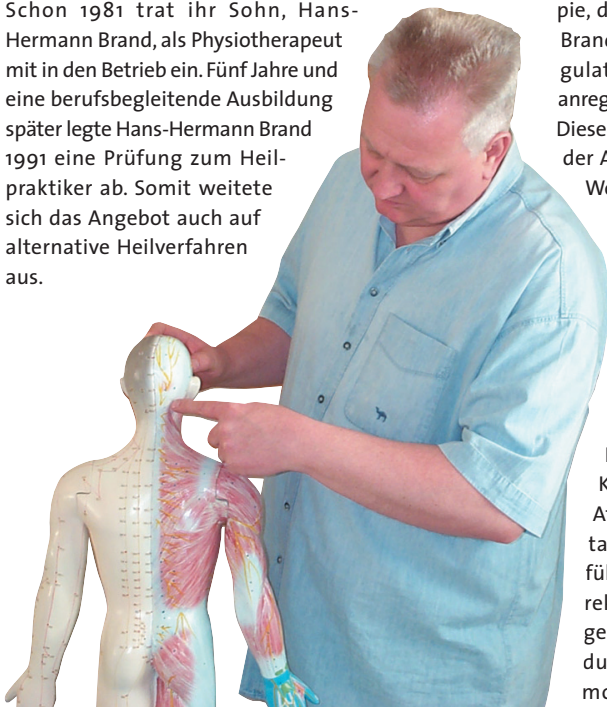 Schon 1981 trat ihr Sohn, Hans-
Hermann Brand, als Physiotherapeut
mit in den Betrieb ein. Fünf Jahre und
eine berufsbegleitende Ausbildung
später legte Hans-Hermann Brand
1991 eine Prüfung zum Heil-
praktiker ab. Somit weitete
sich das Angebot auch auf
alternative Heilverfahren
aus.
pie, d
Brand
gulat
anreg
Diese
der A
We
K
At
ta
fü
rel
ge
du
mo